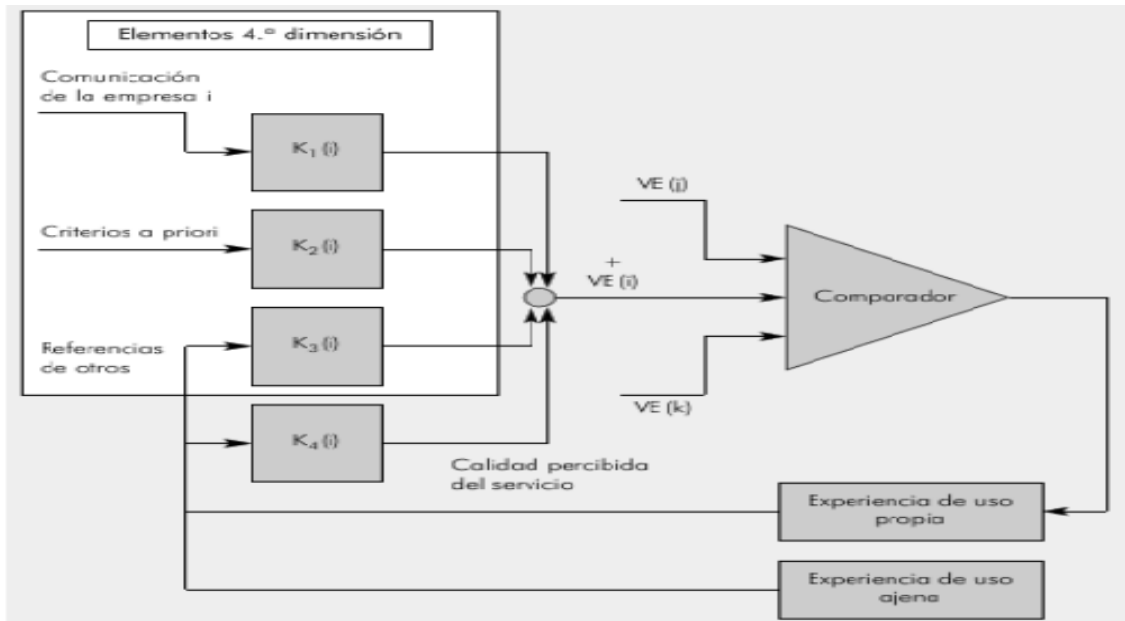 Elementos 4.ª dimensión
Comunicación
de la empresa i
K1 (i)
Criterios a priori
K2 (i)
Referencias
de otros
K3 (i)
K4 (i)
VE (j)
+
VE (i)
VE (k)
Comparador
Calidad percibida
del servicio
Experiencia de uso
propia
Experiencia de uso
ajena